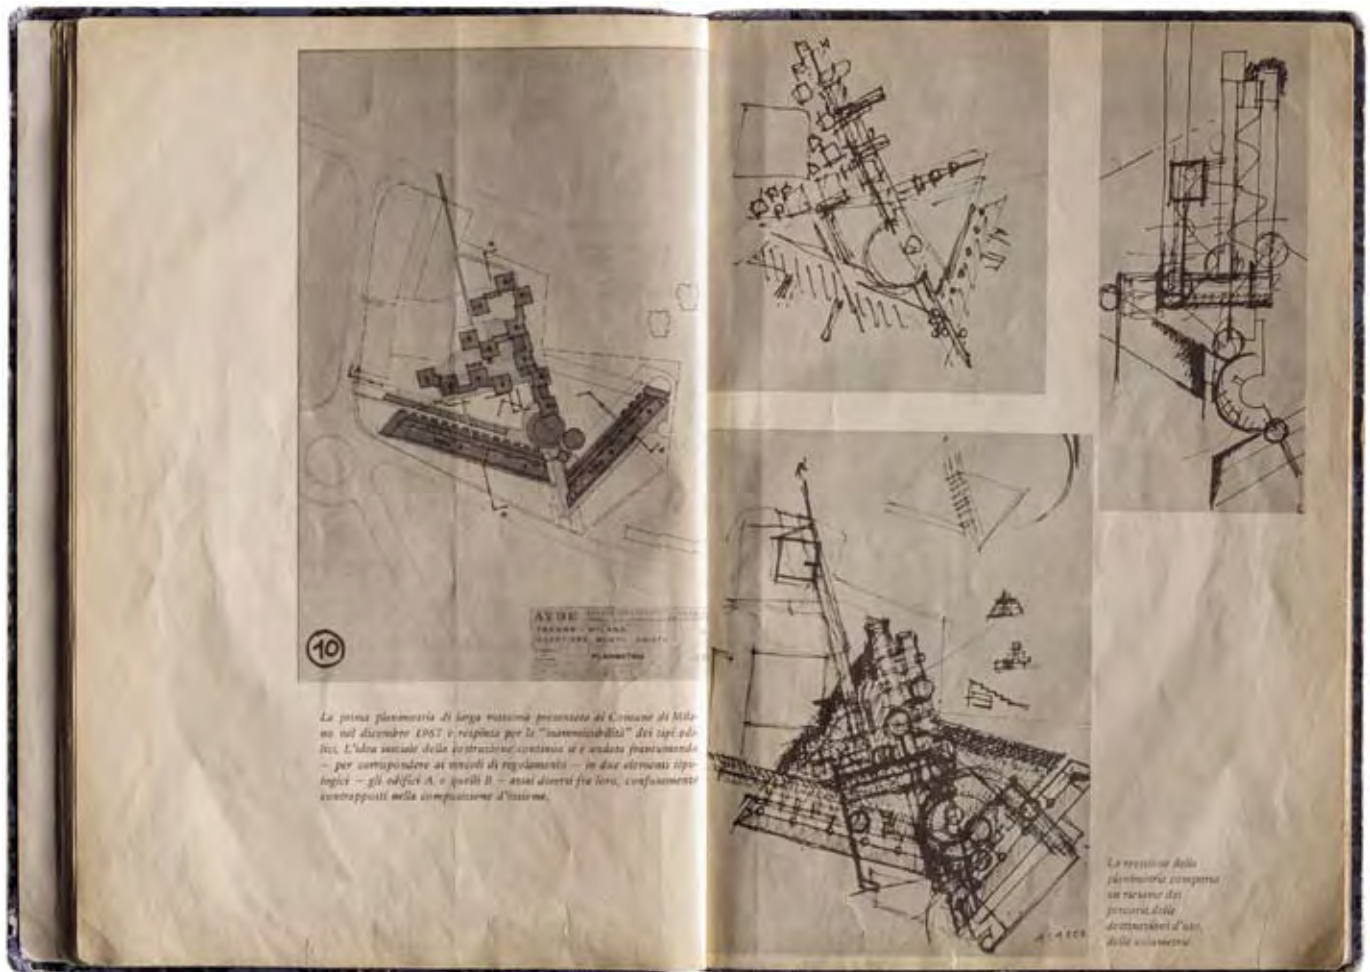 10
PLANIMETRIA
La prima planimetria di larga massima presentata al Comune di Mila-
no nel dicembre 1967 e respinta per la "inammissibilità" dei tipi edi-
lizi. L'idea iniziale della costruzione continua si è andata frantumando
— per corrispondere ai vincoli di regolamento — in due elementi tipo-
logici — gli edifici A e quelli B — assai diversi fra loro, confusamente
contrapposti nella composizione d'insieme.
La revisione della
planimetria comporta
un riesame dei
percorsi, delle
destinazioni d'uso,
delle volumetrie